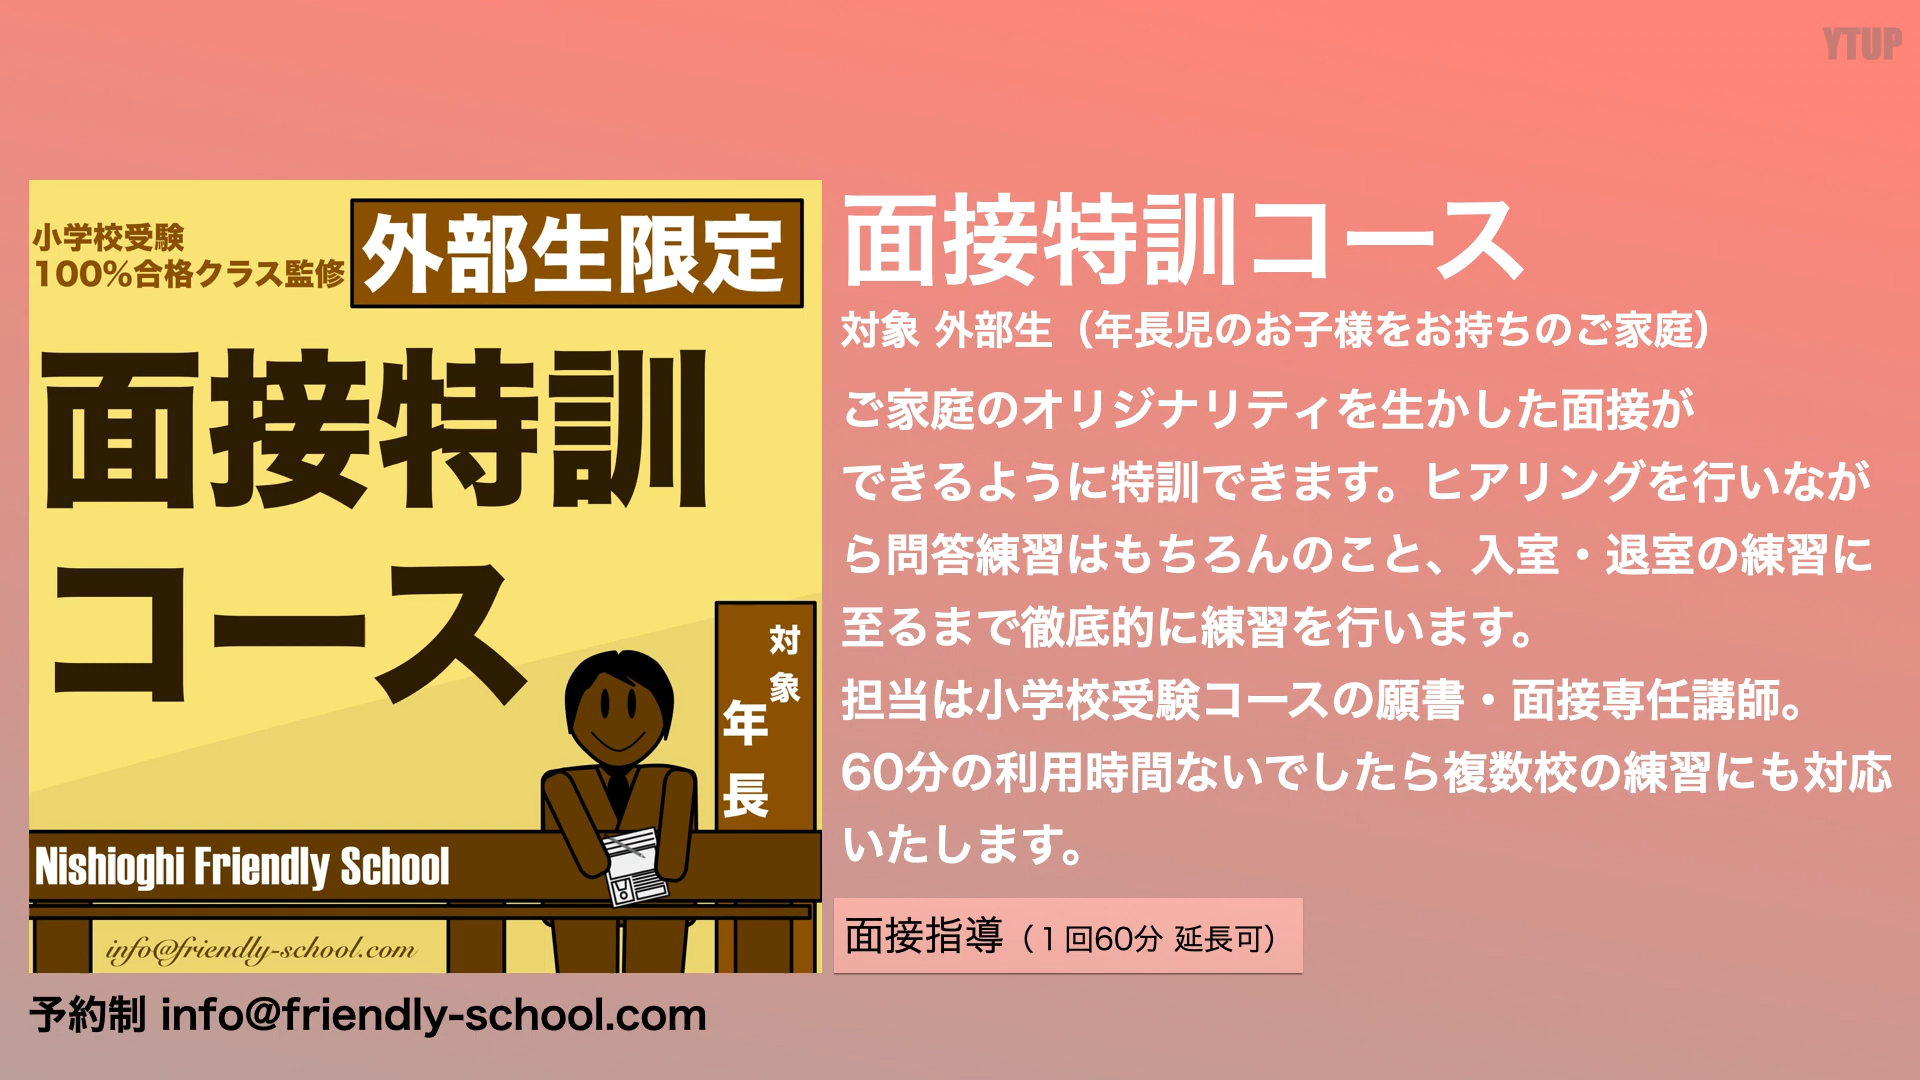 YTUP
小学校受験
100%合格クラス監修
外部生限定
面接特訓
コース
対象
年長
Nishioghi Friendly School
info@friendly-school.com
面接特訓コース
対象 外部生（年長児のお子様をお持ちのご家庭）
ご家庭のオリジナリティを生かした面接が
できるように特訓できます。ヒアリングを行いなが
ら問答練習はもちろんのこと、入室・退室の練習に
至るまで徹底的に練習を行います。
担当は小学校受験コースの願書・面接専任講師。
60分の利用時間ないでしたら複数校の練習にも対応
いたします。
面接指導（１回60分 延長可）
予約制 info@friendly-school.com